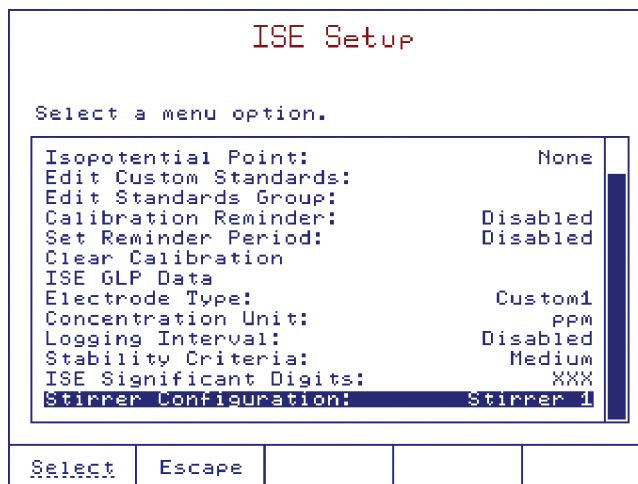 ISE Setup
Select a menu option.
Isopotential Point: None
Edit Custom Standards:
Edit Standards Group:
Calibration Reminder: Disabled
Set Reminder Period: Disabled
Clear Calibration
ISE GLP Data
Electrode Type: Custom1
Concentration Unit: ppm
Logging Interval: Disabled
Stability Criteria: Medium
ISE Significant Digits: XXX
Stirrer Configuration: Stirrer 1
Select Escape